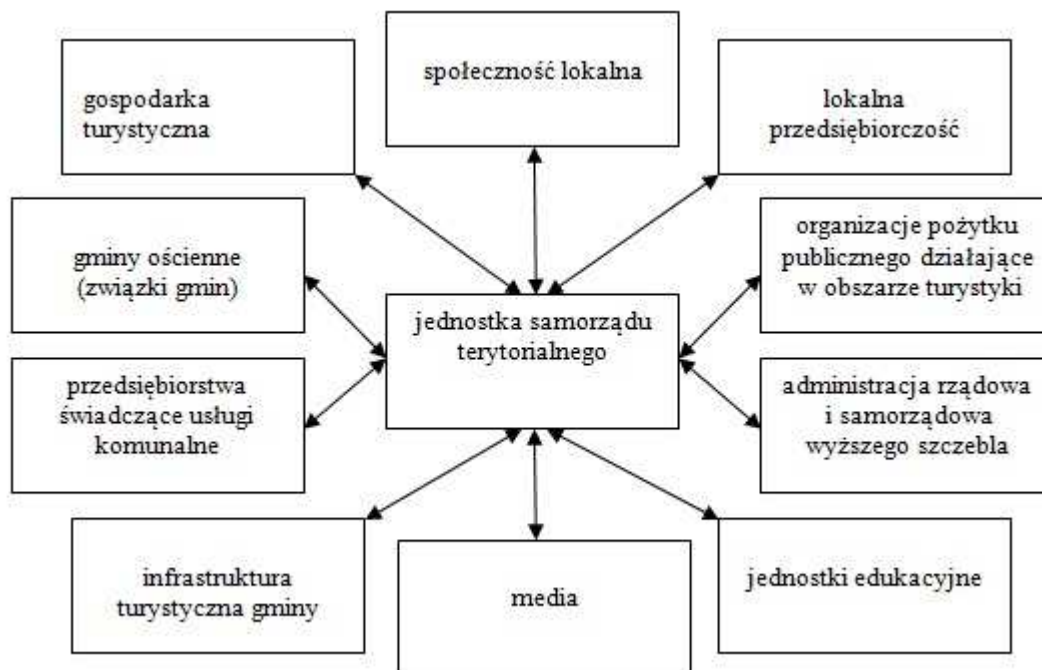 społeczność lokalna
gospodarka
turystyczna
lokalna
przedsiębiorczość
gminy ościenne
(związki gmin)
organizacje pożytku
publicznego działające
w obszarze turystyki
jednostka samorządu
terytorialnego
przedsiębiorstwa
świadczące usługi
komunalne
administracja rządowa
i samorządowa
wyższego szczebla
infrastruktura
turystyczna gminy
media
jednostki edukacyjne